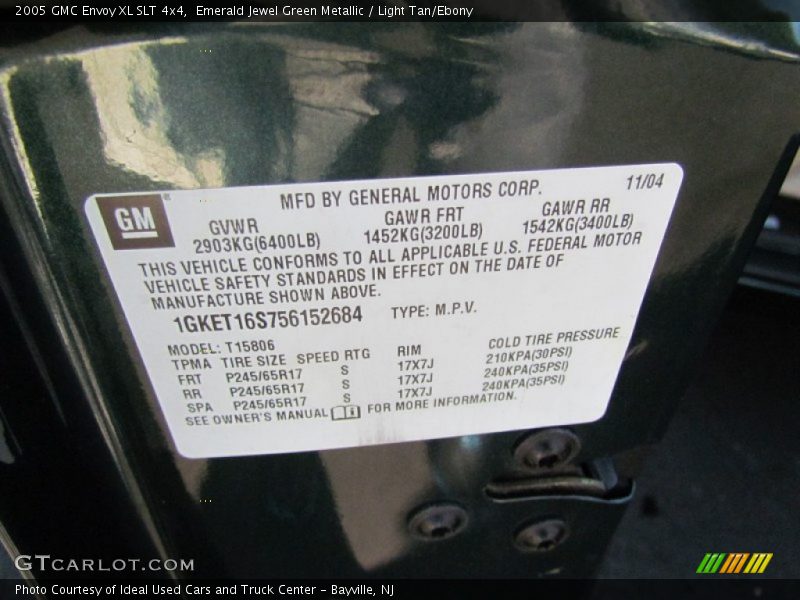 2005 GMC Envoy XL SLT 4x4, Emerald Jewel Green Metallic / Light Tan/Ebony
GM
MFD BY GENERAL MOTORS CORP. 11/04
GVWR GAWR FRT GAWR RR
2903KG(6400LB) 1452KG(3200LB) 1542KG(3400LB)
THIS VEHICLE CONFORMS TO ALL APPLICABLE U.S. FEDERAL MOTOR
VEHICLE SAFETY STANDARDS IN EFFECT ON THE DATE OF
MANUFACTURE SHOWN ABOVE.
1GKET16S756152684 TYPE: M.P.V.
MODEL: T15806
TPMA TIRE SIZE SPEED RTG RIM COLD TIRE PRESSURE
FRT P245/65R17 S 17X7J 210KPA(30PSI)
RR P245/65R17 S 17X7J 240KPA(35PSI)
SPA P245/65R17 S 17X7J 240KPA(35PSI)
SEE OWNER'S MANUAL FOR MORE INFORMATION.
GTCARLOT.COM
Photo Courtesy of Ideal Used Cars and Truck Center - Bayville, NJ